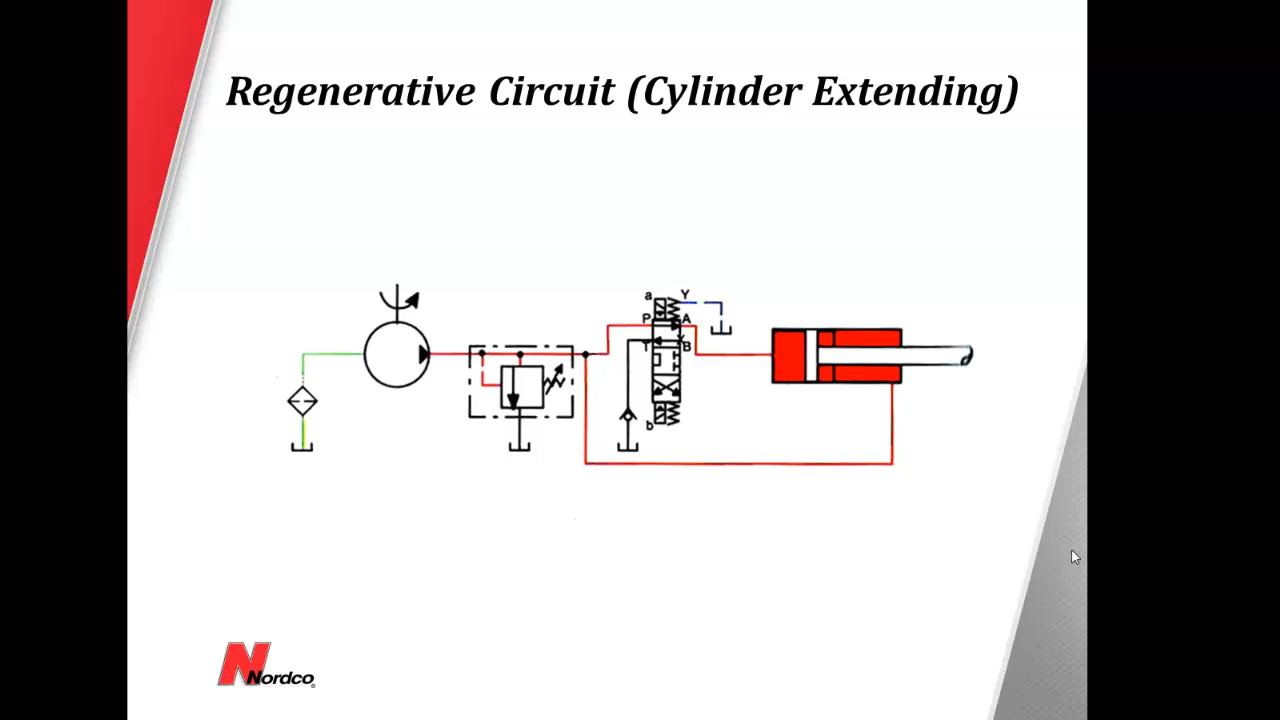 Regenerative Circuit (Cylinder Extending)
a Y
P A
T B
b
Nordco®